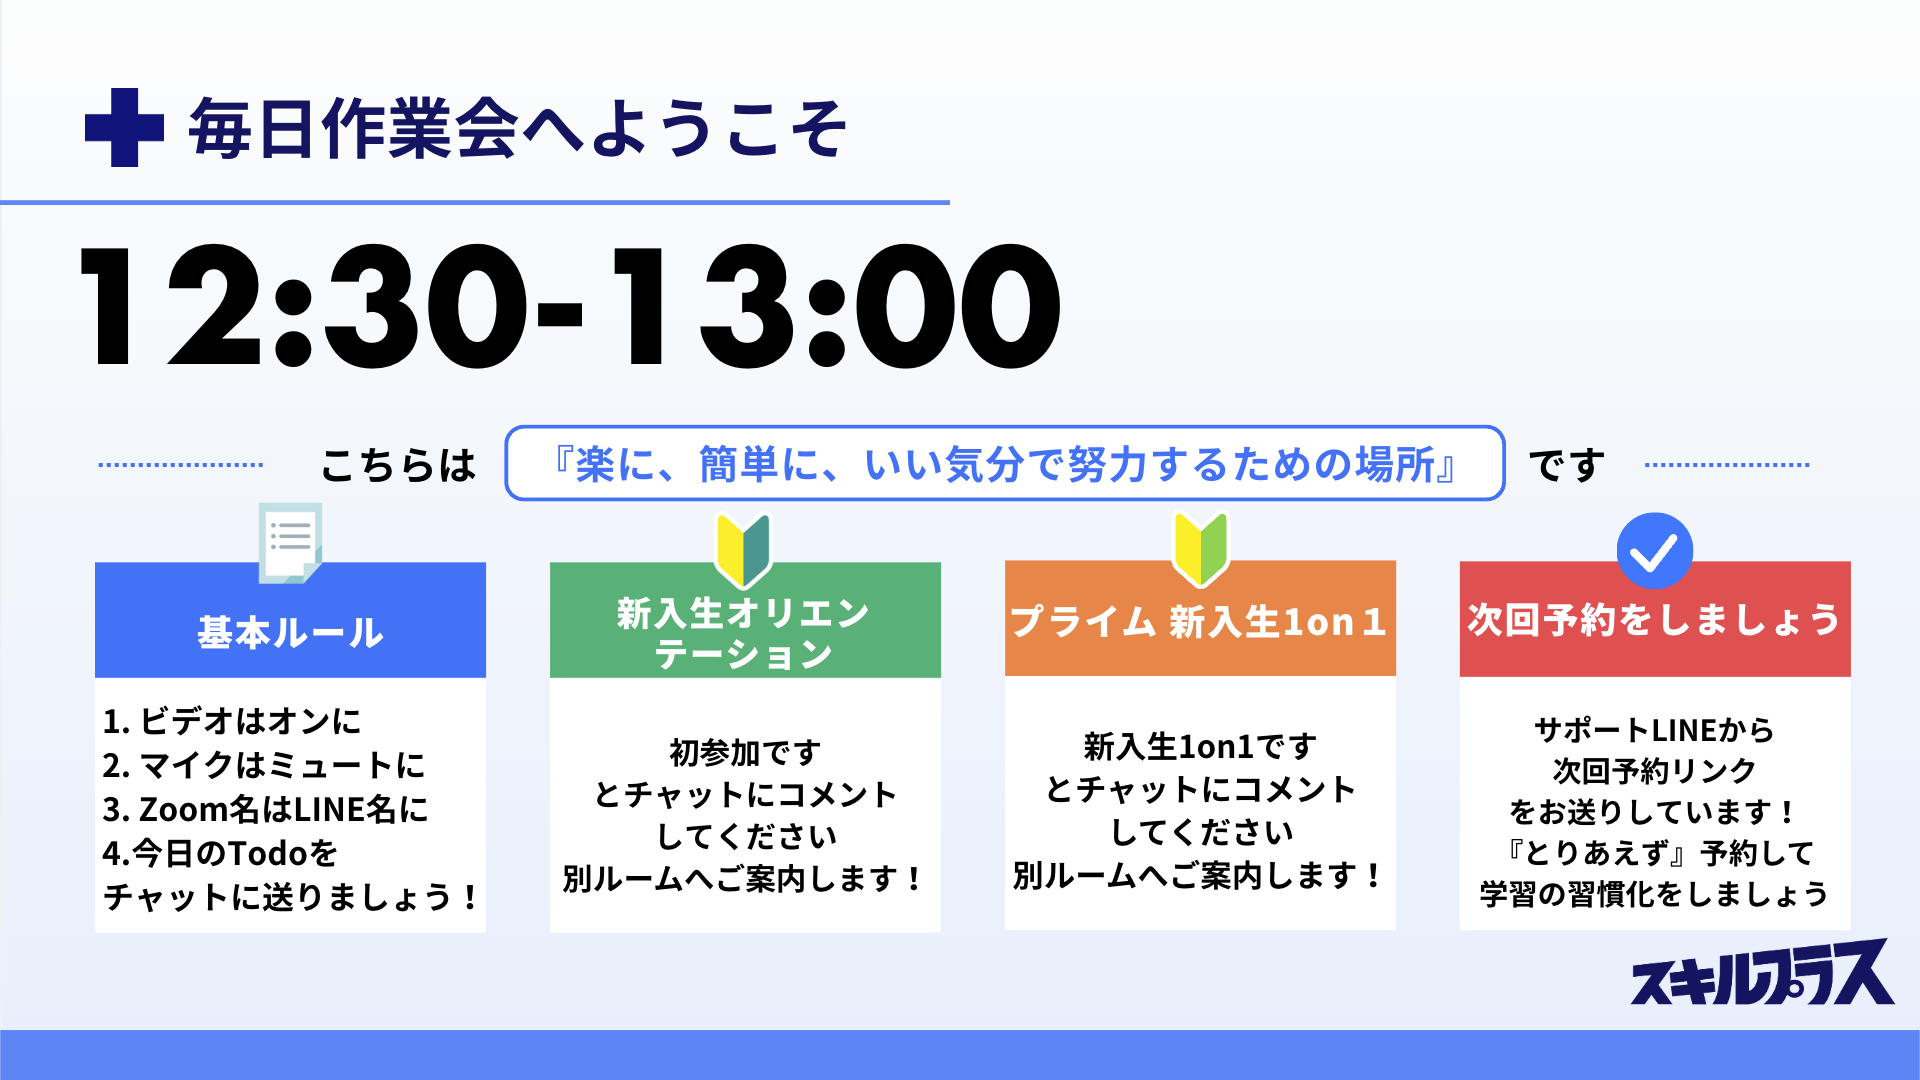 毎日作業会へようこそ
12:30-13:00
こちらは 『楽に、簡単に、いい気分で努力するための場所』 です
基本ルール
1. ビデオはオンに
2. マイクはミュートに
3. Zoom名はLINE名に
4.今日のTodoを
チャットに送りましょう！
新入生オリエン
テーション
初参加です
とチャットにコメント
してください
別ルームへご案内します！
プライム 新入生1on１
新入生1on1です
とチャットにコメント
してください
別ルームへご案内します！
次回予約をしましょう
サポートLINEから
次回予約リンク
をお送りしています！
『とりあえず』予約して
学習の習慣化をしましょう
スキルプラス